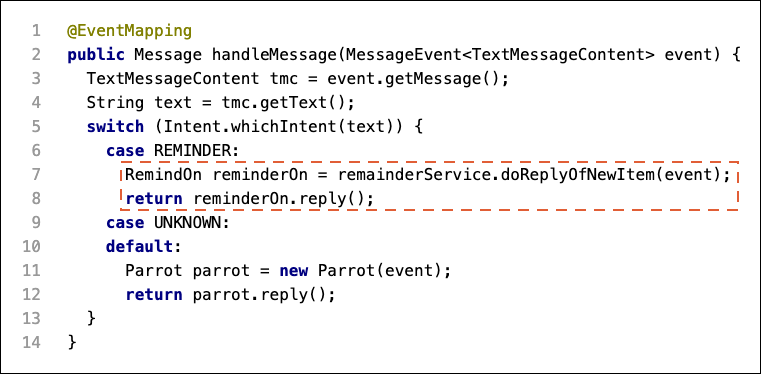 1 @EventMapping
2 public Message handleMessage(MessageEvent<TextMessageContent> event) {
3 TextMessageContent tmc = event.getMessage();
4 String text = tmc.getText();
5 switch (Intent.whichIntent(text)) {
6 case REMINDER:
7 RemindOn reminderOn = remainderService.doReplyOfNewItem(event);
8 return reminderOn.reply();
9 case UNKNOWN:
10 default:
11 Parrot parrot = new Parrot(event);
12 return parrot.reply();
13 }
14 }